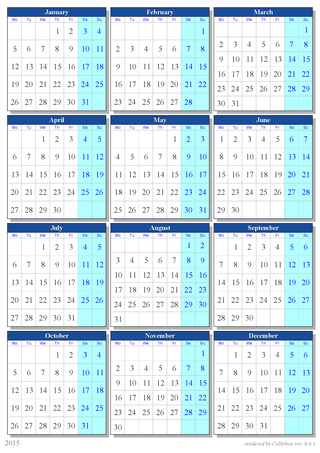 January
Mo Tu We Th Fr Sa Su
1 2 3 4
5 6 7 8 9 10 11
12 13 14 15 16 17 18
19 20 21 22 23 24 25
26 27 28 29 30 31
February
Mo Tu We Th Fr Sa Su
1
2 3 4 5 6 7 8
9 10 11 12 13 14 15
16 17 18 19 20 21 22
23 24 25 26 27 28
March
Mo Tu We Th Fr Sa Su
1
2 3 4 5 6 7 8
9 10 11 12 13 14 15
16 17 18 19 20 21 22
23 24 25 26 27 28 29
30 31
April
Mo Tu We Th Fr Sa Su
1 2 3 4 5
6 7 8 9 10 11 12
13 14 15 16 17 18 19
20 21 22 23 24 25 26
27 28 29 30
May
Mo Tu We Th Fr Sa Su
1 2 3
4 5 6 7 8 9 10
11 12 13 14 15 16 17
18 19 20 21 22 23 24
25 26 27 28 29 30 31
June
Mo Tu We Th Fr Sa Su
1 2 3 4 5 6 7
8 9 10 11 12 13 14
15 16 17 18 19 20 21
22 23 24 25 26 27 28
29 30
July
Mo Tu We Th Fr Sa Su
1 2 3 4 5
6 7 8 9 10 11 12
13 14 15 16 17 18 19
20 21 22 23 24 25 26
27 28 29 30 31
August
Mo Tu We Th Fr Sa Su
1 2
3 4 5 6 7 8 9
10 11 12 13 14 15 16
17 18 19 20 21 22 23
24 25 26 27 28 29 30
31
September
Mo Tu We Th Fr Sa Su
1 2 3 4 5 6
7 8 9 10 11 12 13
14 15 16 17 18 19 20
21 22 23 24 25 26 27
28 29 30
October
Mo Tu We Th Fr Sa Su
1 2 3 4
5 6 7 8 9 10 11
12 13 14 15 16 17 18
19 20 21 22 23 24 25
26 27 28 29 30 31
November
Mo Tu We Th Fr Sa Su
1
2 3 4 5 6 7 8
9 10 11 12 13 14 15
16 17 18 19 20 21 22
23 24 25 26 27 28 29
30
December
Mo Tu We Th Fr Sa Su
1 2 3 4 5 6
7 8 9 10 11 12 13
14 15 16 17 18 19 20
21 22 23 24 25 26 27
28 29 30 31
2015
rendered by Callirhoe ver. 0.4.1